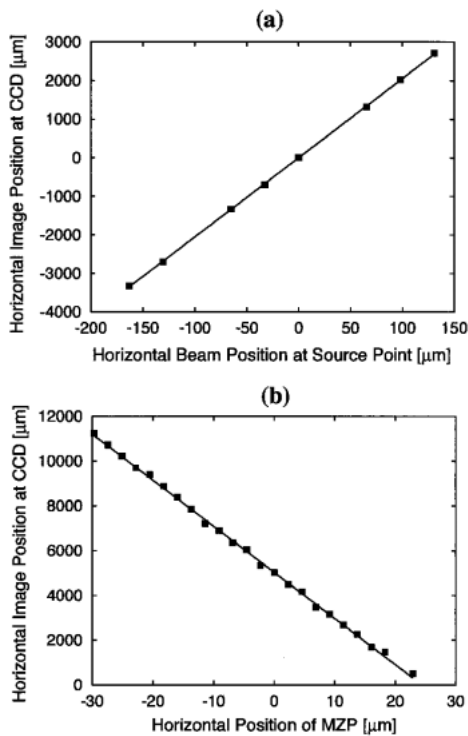 (a)
Horizontal Image Position at CCD [μm]
3000
2000
1000
0
-1000
-2000
-3000
-4000
-200 -150 -100 -50 0 50 100 150
Horizontal Beam Position at Source Point [μm]
(b)
Horizontal Image Position at CCD [μm]
12000
10000
8000
6000
4000
2000
0
-30 -20 -10 0 10 20 30
Horizontal Position of MZP [μm]